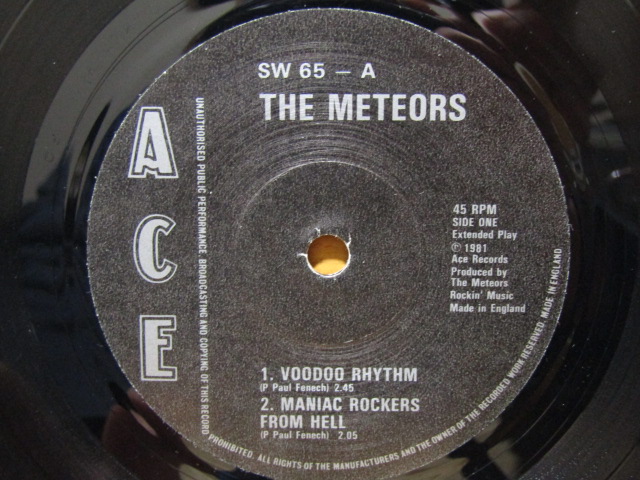 SW 65 – A
THE METEORS
A
C
E
45 RPM
SIDE ONE
Extended Play
℗ 1981
Ace Records
Produced by
The Meteors
Rockin' Music
Made in England
1. VOODOO RHYTHM
(P Paul Fenech) 2.45
2. MANIAC ROCKERS
FROM HELL
(P Paul Fenech) 2.05
UNAUTHORISED PUBLIC PERFORMANCE, BROADCASTING AND COPYING OF THIS RECORD
PROHIBITED. ALL RIGHTS OF THE MANUFACTURERS AND THE OWNER OF THE RECORDED WORK RESERVED. MADE IN ENGLAND